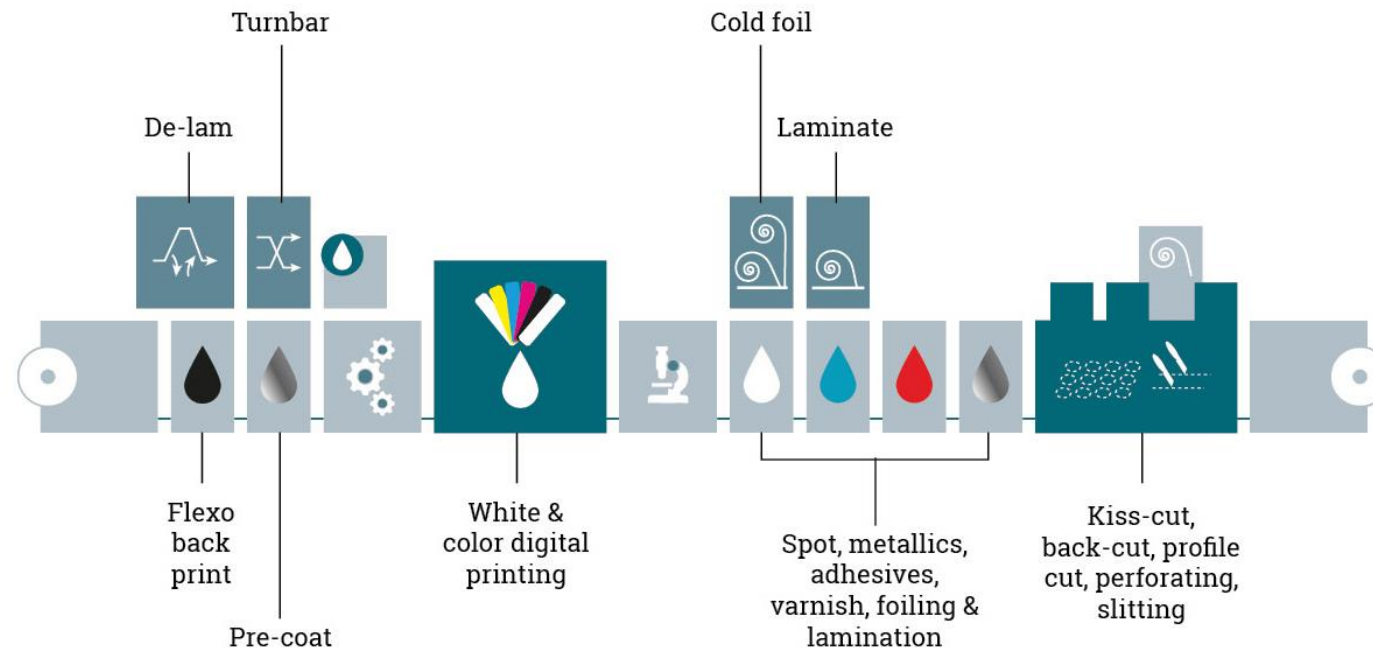 Turnbar
Cold foil
De-lam
Laminate
Flexo
back
print
White &
color digital
printing
Spot, metallics,
adhesives,
varnish, foiling &
lamination
Kiss-cut,
back-cut, profile
cut, perforating,
slitting
Pre-coat